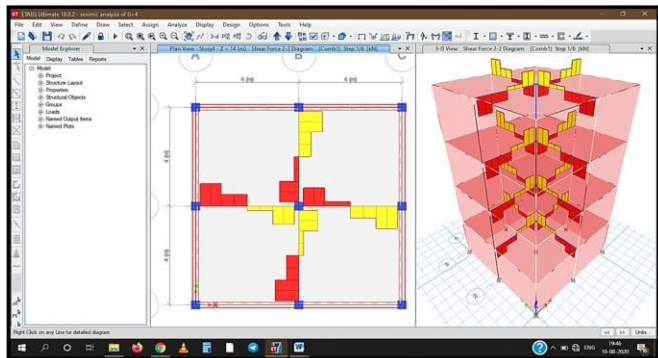 ETABS Ultimate 18.0.2 - seismic analysis of G+4
File Edit View Define Draw Select Assign Analyze Display Design Options Tools Help
Model Explorer
Model Display Tables Reports
Model
Project
Structure Layout
Properties
Structural Objects
Groups
Loads
Named Output Items
Named Plots
Plan View - Story4 - Z = 14 (m) Shear Force 2-2 Diagram (Comb1) Step 1/6 [kN]
A B C
4 (m) 4 (m)
4 (m)
4 (m)
3-D View Shear Force 2-2 Diagram (Comb1) Step 1/6 [kN]
Right Click on any Line for detailed diagram
Units...
ENG
19:46
10-08-2020